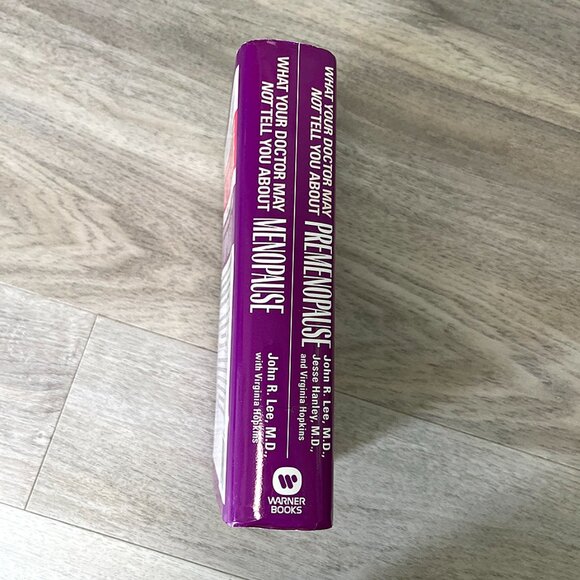 WHAT YOUR DOCTOR MAY
NOT TELL YOU ABOUT
PREMENOPAUSE
John R. Lee, M.D.,
Jesse Hanley, M.D.,
and Virginia Hopkins
WHAT YOUR DOCTOR MAY
NOT TELL YOU ABOUT
MENOPAUSE
John R. Lee, M.D.,
with Virginia Hopkins
WARNER
BOOKS